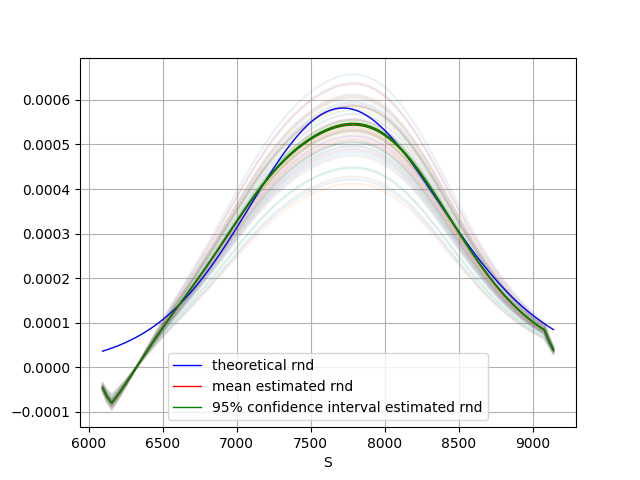 0.0006
0.0005
0.0004
0.0003
0.0002
0.0001
0.0000
−0.0001
theoretical rnd
mean estimated rnd
95% confidence interval estimated rnd
6000 6500 7000 7500 8000 8500 9000
S